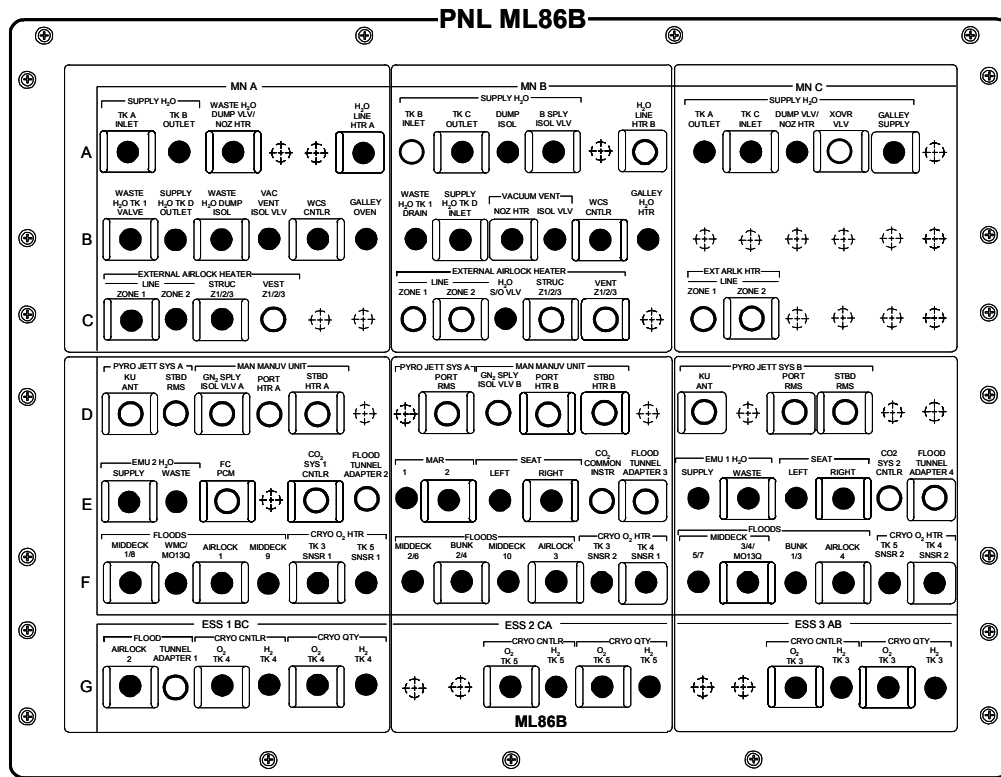 PNL ML86B
MN A
MN B
MN C
SUPPLY H₂O
TK A
INLET
TK B
OUTLET
WASTE H₂O
DUMP VLV/
NOZ HTR
H₂O
LINE
HTR A
SUPPLY H₂O
TK B
INLET
TK C
OUTLET
DUMP
ISOL
B SPLY
ISOL VLV
H₂O
LINE
HTR B
SUPPLY H₂O
TK A
OUTLET
TK C
INLET
DUMP VLV/
NOZ HTR
XOVR
VLV
GALLEY
SUPPLY
A
WASTE
H₂O TK 1
VALVE
SUPPLY
H₂O TK D
OUTLET
WASTE
H₂O DUMP
ISOL
VAC
VENT
ISOL VLV
WCS
CNTLR
GALLEY
OVEN
WASTE
H₂O TK 1
DRAIN
SUPPLY
H₂O TK D
INLET
VACUUM VENT
NOZ HTR
ISOL VLV
WCS
CNTLR
GALLEY
H₂O
HTR
B
EXTERNAL AIRLOCK HEATER
LINE
ZONE 1
ZONE 2
STRUC
Z1/2/3
VEST
Z1/2/3
EXTERNAL AIRLOCK HEATER
LINE
ZONE 1
ZONE 2
H₂O
S/O VLV
STRUC
Z1/2/3
VENT
Z1/2/3
EXT ARLK HTR
LINE
ZONE 1
ZONE 2
C
PYRO JETT SYS A
KU
ANT
STBD
RMS
MAN MANUV UNIT
GN₂ SPLY
ISOL VLV A
PORT
HTR A
STBD
HTR A
PYRO JETT SYS A
PORT
RMS
MAN MANUV UNIT
GN₂ SPLY
ISOL VLV B
PORT
HTR B
STBD
HTR B
PYRO JETT SYS B
KU
ANT
PORT
RMS
STBD
RMS
D
EMU 2 H₂O
SUPPLY
WASTE
FC
PCM
CO₂
SYS 1
CNTLR
FLOOD
TUNNEL
ADAPTER 2
MAR
1
2
SEAT
LEFT
RIGHT
CO₂
COMMON
INSTR
FLOOD
TUNNEL
ADAPTER 3
EMU 1 H₂O
SUPPLY
WASTE
SEAT
LEFT
RIGHT
CO2
SYS 2
CNTLR
FLOOD
TUNNEL
ADAPTER 4
E
FLOODS
MIDDECK
1/8
WMC/
MO13Q
AIRLOCK
1
MIDDECK
9
CRYO O₂ HTR
TK 3
SNSR 1
TK 5
SNSR 1
FLOODS
MIDDECK
2/6
BUNK
2/4
MIDDECK
10
AIRLOCK
3
CRYO O₂ HTR
TK 3
SNSR 2
TK 4
SNSR 1
FLOODS
MIDDECK
5/7
3/4/
MO13Q
BUNK
1/3
AIRLOCK
4
CRYO O₂ HTR
TK 5
SNSR 2
TK 4
SNSR 2
F
ESS 1 BC
ESS 2 CA
ESS 3 AB
FLOOD
AIRLOCK
2
TUNNEL
ADAPTER 1
CRYO CNTLR
O₂
TK 4
H₂
TK 4
CRYO QTY
O₂
TK 4
H₂
TK 4
CRYO CNTLR
O₂
TK 5
H₂
TK 5
CRYO QTY
O₂
TK 5
H₂
TK 5
CRYO CNTLR
O₂
TK 3
H₂
TK 3
CRYO QTY
O₂
TK 3
H₂
TK 3
G
ML86B